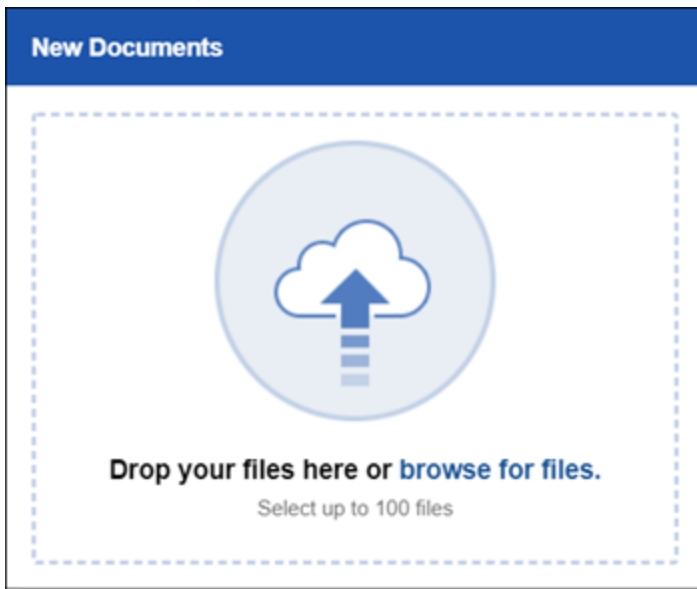 New Documents
Drop your files here or browse for files.
Select up to 100 files